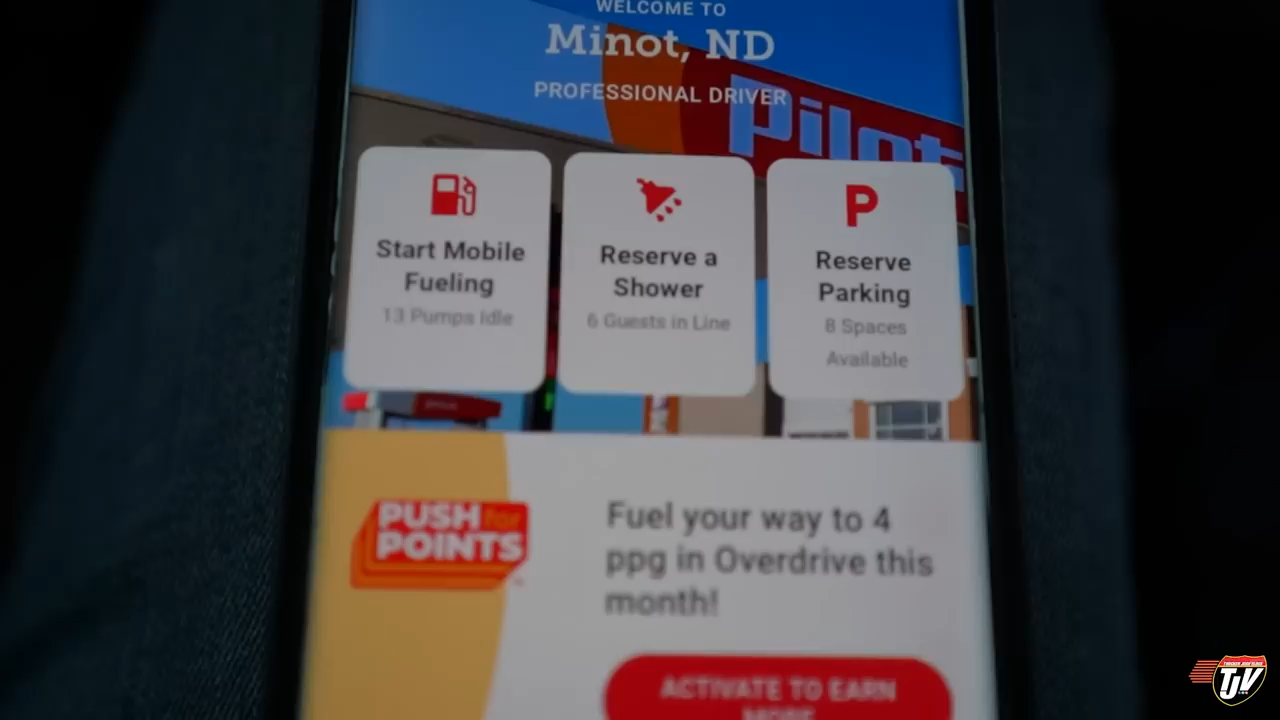 WELCOME TO
Minot, ND
PROFESSIONAL DRIVER
Pilot
Start Mobile
Fueling
13 Pumps Idle
Reserve a
Shower
6 Guests in Line
P
Reserve
Parking
8 Spaces
Available
PUSH for
POINTS
Fuel your way to 4
ppg in Overdrive this
month!
ACTIVATE TO EARN
MORE
TJV